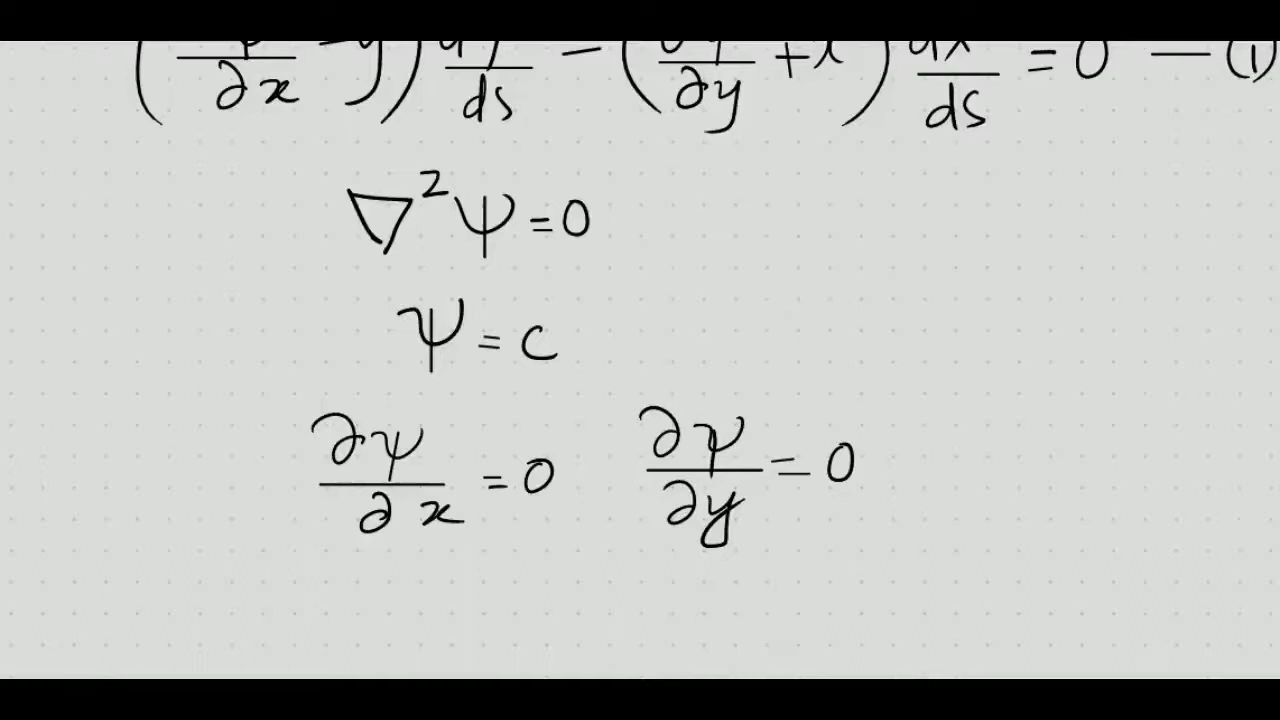 (∂ψ/∂x - y) dy/ds - (∂ψ/∂y + x) dx/ds = 0 — (1)
∇²ψ = 0
ψ = c
∂ψ/∂x = 0 ∂ψ/∂y = 0